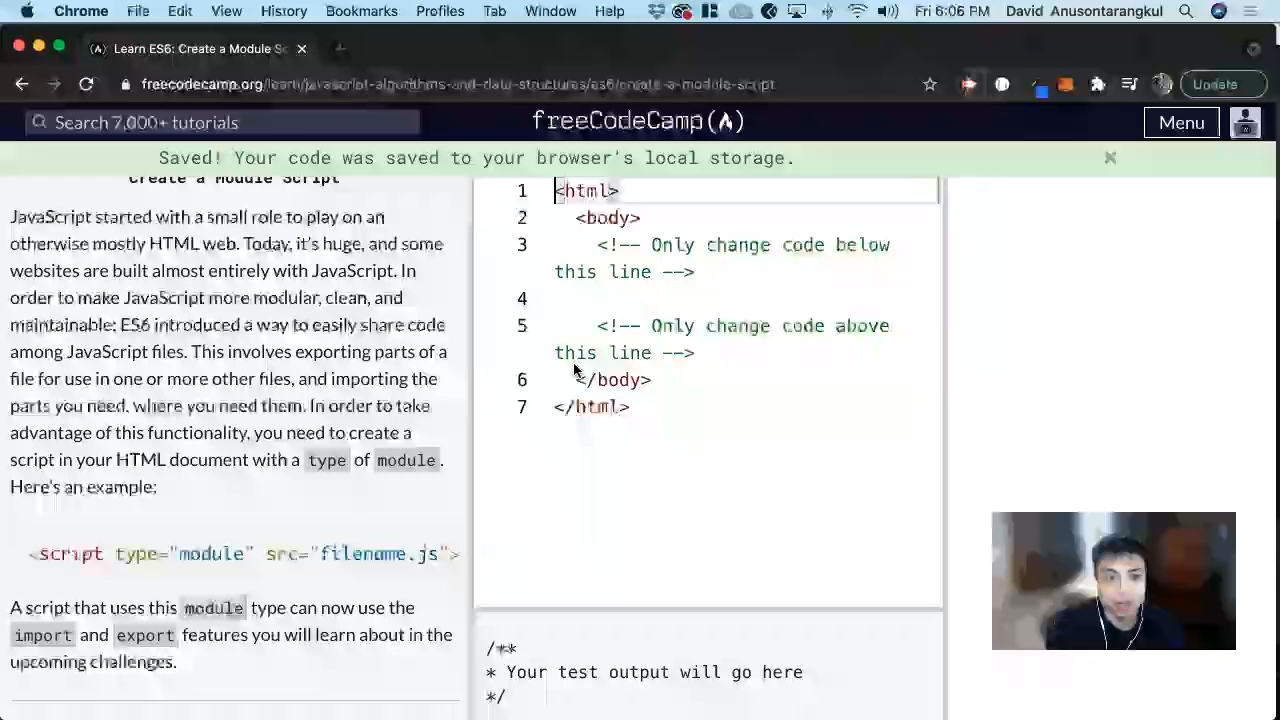 Chrome File Edit View History Bookmarks Profiles Tab Window Help Fri 6:06 PM David Anusontarangkul
Learn ES6: Create a Module Sc
freecodecamp.org/learn/javascript-algorithms-and-data-structures/es6/create-a-module-script
Update
Search 7,000+ tutorials
freeCodeCamp
Menu
Saved! Your code was saved to your browser's local storage.
Create a Module Script
JavaScript started with a small role to play on an
otherwise mostly HTML web. Today, it's huge, and some
websites are built almost entirely with JavaScript. In
order to make JavaScript more modular, clean, and
maintainable; ES6 introduced a way to easily share code
among JavaScript files. This involves exporting parts of a
file for use in one or more other files, and importing the
parts you need, where you need them. In order to take
advantage of this functionality, you need to create a
script in your HTML document with a type of module.
Here's an example:
<script type="module" src="filename.js">
A script that uses this module type can now use the
import and export features you will learn about in the
upcoming challenges.
1 <html>
2 <body>
3 <!-- Only change code below
this line -->
4
5 <!-- Only change code above
this line -->
6 </body>
7 </html>
/**
* Your test output will go here
*/